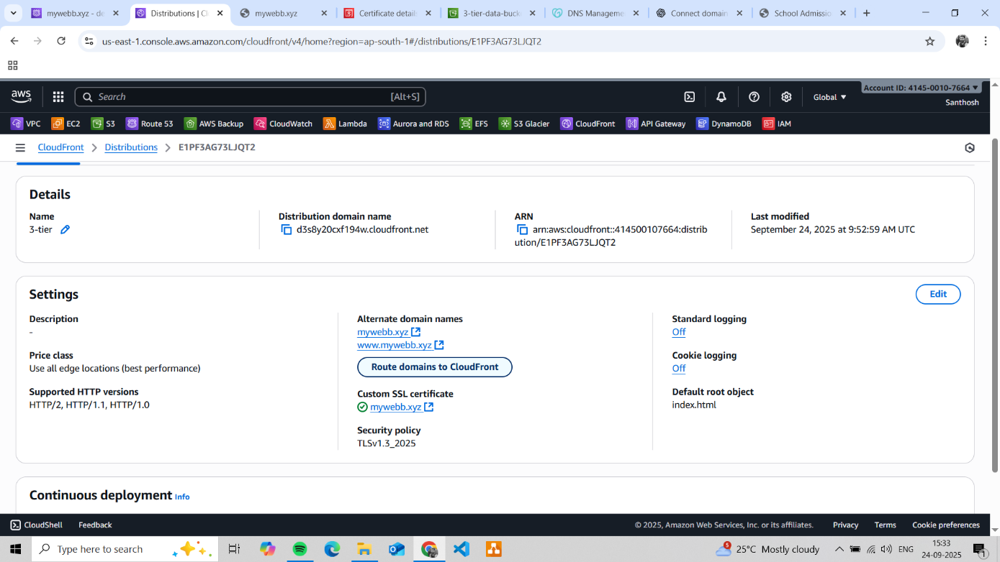 mywebb.xyz - de
Distributions | Cl
mywebb.xyz
Certificate detail
3-tier-data-buck
DNS Manageme
Connect domain
School Admissio
us-east-1.console.aws.amazon.com/cloudfront/v4/home?region=ap-south-1#/distributions/E1PF3AG73LJQT2
aws
Search
[Alt+S]
Global
Account ID: 4145-0010-7664
Santhosh
VPC
EC2
S3
Route 53
AWS Backup
CloudWatch
Lambda
Aurora and RDS
EFS
S3 Glacier
CloudFront
API Gateway
DynamoDB
IAM
CloudFront
Distributions
E1PF3AG73LJQT2
Details
Name
3-tier
Distribution domain name
d3s8y20cxf194w.cloudfront.net
ARN
arn:aws:cloudfront::414500107664:distrib
ution/E1PF3AG73LJQT2
Last modified
September 24, 2025 at 9:52:59 AM UTC
Settings
Edit
Description
-
Price class
Use all edge locations (best performance)
Supported HTTP versions
HTTP/2, HTTP/1.1, HTTP/1.0
Alternate domain names
mywebb.xyz
www.mywebb.xyz
Route domains to CloudFront
Custom SSL certificate
mywebb.xyz
Security policy
TLSv1.3_2025
Standard logging
Off
Cookie logging
Off
Default root object
index.html
Continuous deployment Info
CloudShell
Feedback
© 2025, Amazon Web Services, Inc. or its affiliates.
Privacy
Terms
Cookie preferences
Type here to search
5
25°C Mostly cloudy
ENG
15:33
24-09-2025
1